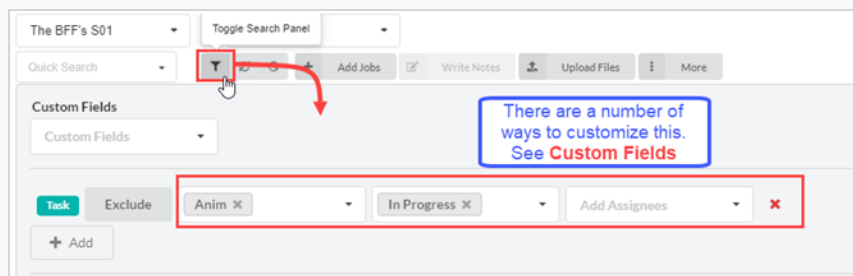 The BFF's S01
Toggle Search Panel
Quick Search
Add Jobs
Write Notes
Upload Files
More
Custom Fields
Custom Fields
There are a number of
ways to customize this.
See Custom Fields
Task
Exclude
Anim
In Progress
Add Assignees
+ Add